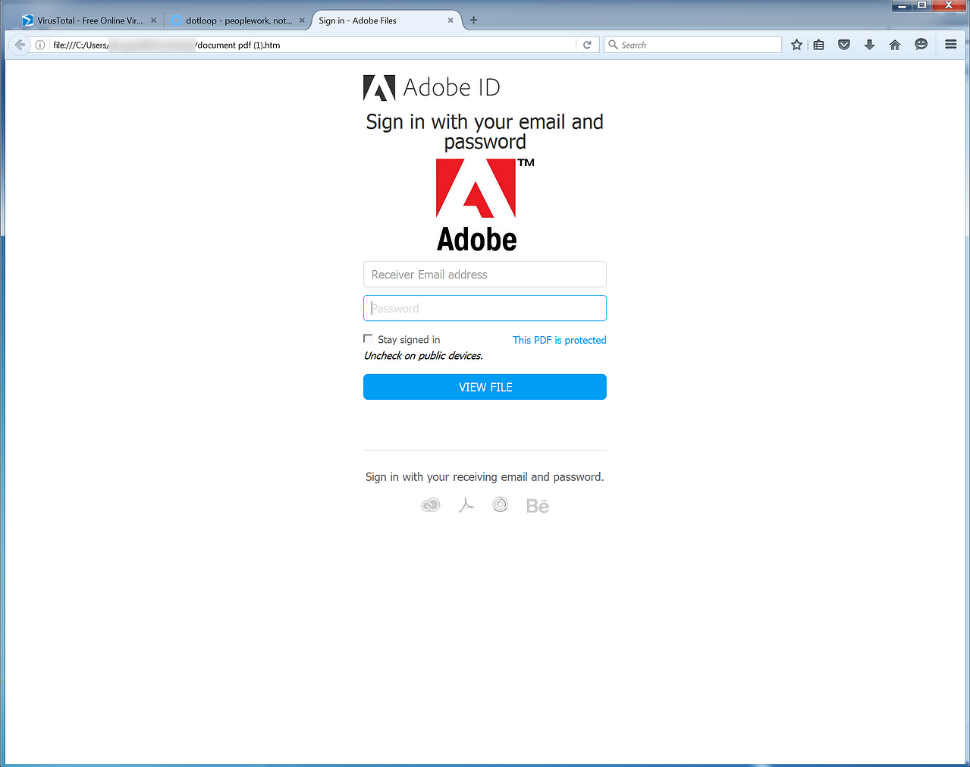 VirusTotal - Free Online Vir...
dotloop - peoplework, not...
Sign in - Adobe Files
file:///C:/Users/ /document pdf (1).htm
Search
Adobe ID
Sign in with your email and
password
TM
Adobe
Receiver Email address
Password
Stay signed in
This PDF is protected
Uncheck on public devices.
VIEW FILE
Sign in with your receiving email and password.
Bē